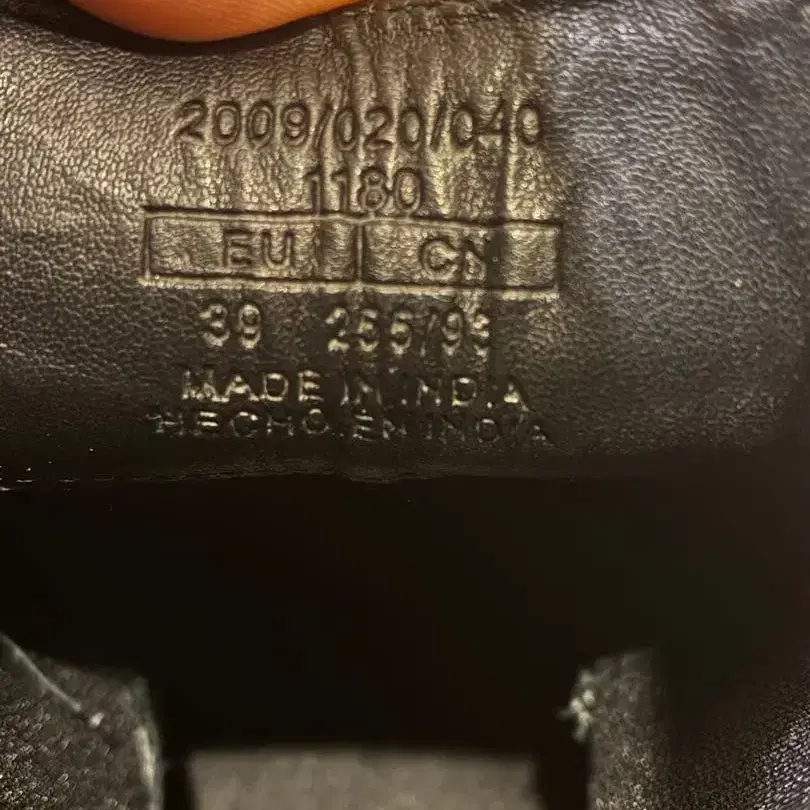 2009/020/040
1180
EU CN
39 255/93
MADE IN INDIA
HECHO EN INDIA